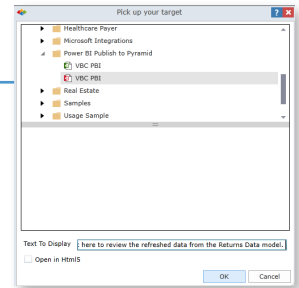 Pick up your target
?
Healthcare Payer
Microsoft Integrations
Power BI Publish to Pyramid
VBC PBI
VBC PBI
Real Estate
Samples
Usage Sample
Text To Display : here to review the refreshed data from the Returns Data model.
Open in Html5
OK Cancel